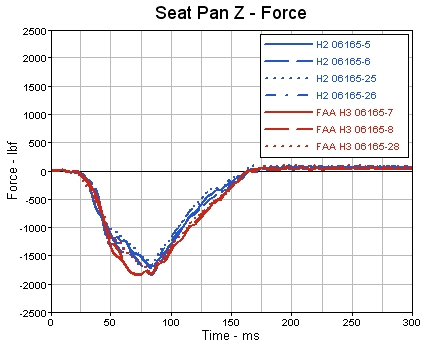 Seat Pan Z - Force
2500
2000
1500
1000
500
0
-500
-1000
-1500
-2000
-2500
Force - lbf
H2 06165-5
H2 06165-6
H2 06165-25
H2 06165-26
FAA H3 06165-7
FAA H3 06165-8
FAA H3 06165-28
0
50
100
150
200
250
300
Time - ms